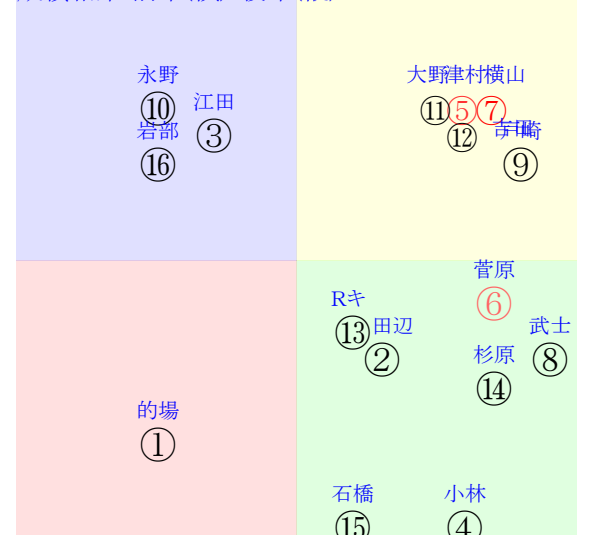 永野
大野津村横山
江田
⑩
⑪⑤⑦
岩部
③
⑫
⑯
⑨
菅原
Rキ
⑥
田辺
武士
⑬
杉原
②
⑧
⑭
的場
①
石橋
小林
⑮
④